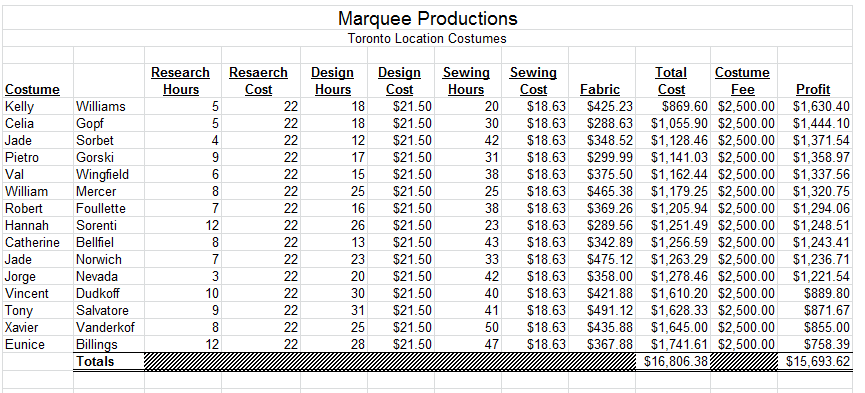 Marquee Productions
Toronto Location Costumes
Research Resaerch Design Design Sewing Sewing Total Costume
Costume Hours Cost Hours Cost Hours Cost Fabric Cost Fee Profit
Kelly Williams 5 22 18 $21.50 20 $18.63 $425.23 $869.60 $2,500.00 $1,630.40
Celia Gopf 5 22 18 $21.50 30 $18.63 $288.63 $1,055.90 $2,500.00 $1,444.10
Jade Sorbet 4 22 12 $21.50 42 $18.63 $348.52 $1,128.46 $2,500.00 $1,371.54
Pietro Gorski 9 22 17 $21.50 31 $18.63 $299.99 $1,141.03 $2,500.00 $1,358.97
Val Wingfield 6 22 15 $21.50 38 $18.63 $375.50 $1,162.44 $2,500.00 $1,337.56
William Mercer 8 22 25 $21.50 25 $18.63 $465.38 $1,179.25 $2,500.00 $1,320.75
Robert Foullette 7 22 16 $21.50 38 $18.63 $369.26 $1,205.94 $2,500.00 $1,294.06
Hannah Sorenti 12 22 26 $21.50 23 $18.63 $289.56 $1,251.49 $2,500.00 $1,248.51
Catherine Bellfiel 8 22 13 $21.50 43 $18.63 $342.89 $1,256.59 $2,500.00 $1,243.41
Jade Norwich 7 22 23 $21.50 33 $18.63 $475.12 $1,263.29 $2,500.00 $1,236.71
Jorge Nevada 3 22 20 $21.50 42 $18.63 $358.00 $1,278.46 $2,500.00 $1,221.54
Vincent Dudkoff 10 22 30 $21.50 40 $18.63 $421.88 $1,610.20 $2,500.00 $889.80
Tony Salvatore 9 22 31 $21.50 41 $18.63 $491.12 $1,628.33 $2,500.00 $871.67
Xavier Vanderkof 8 22 25 $21.50 50 $18.63 $435.88 $1,645.00 $2,500.00 $855.00
Eunice Billings 12 22 28 $21.50 47 $18.63 $367.88 $1,741.61 $2,500.00 $758.39
Totals $16,806.38 $15,693.62